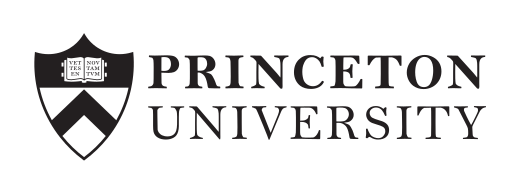 VET NOV
TES TAM
EN TVM
PRINCETON
UNIVERSITY